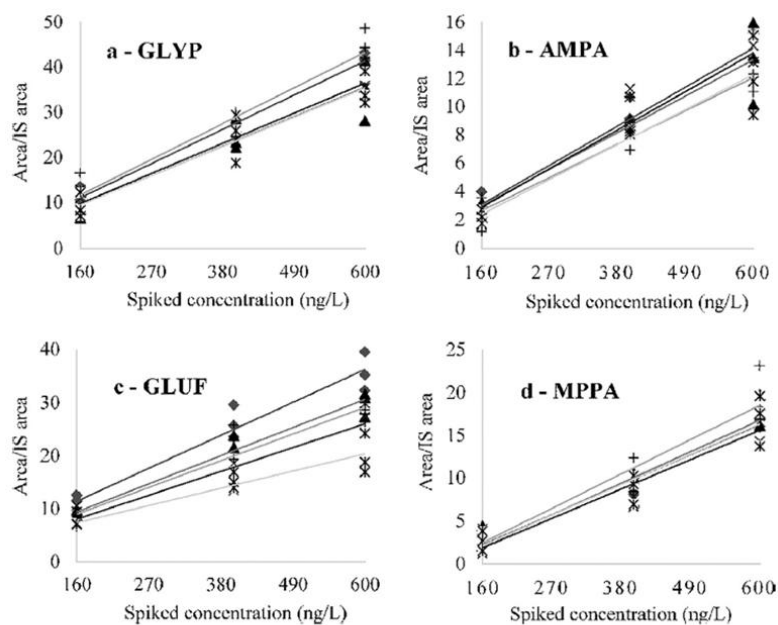 a - GLYP
50
40
30
20
10
0
Area/IS area
160 270 380 490 600
Spiked concentration (ng/L)
b - AMPA
16
14
12
10
8
6
4
2
0
Area/IS area
160 270 380 490 600
Spiked concentration (ng/L)
c - GLUF
40
30
20
10
0
Area/IS area
160 270 380 490 600
Spiked concentration (ng/L)
d - MPPA
25
20
15
10
5
0
Area/IS area
160 270 380 490 600
Spiked concentration (ng/L)